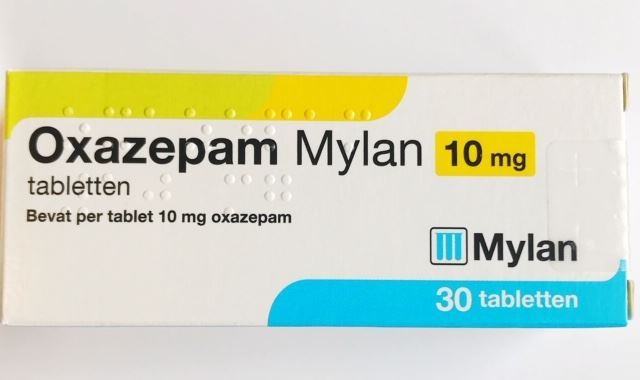 Oxazepam Mylan 10 mg
tabletten
Bevat per tablet 10 mg oxazepam
Mylan
30 tabletten